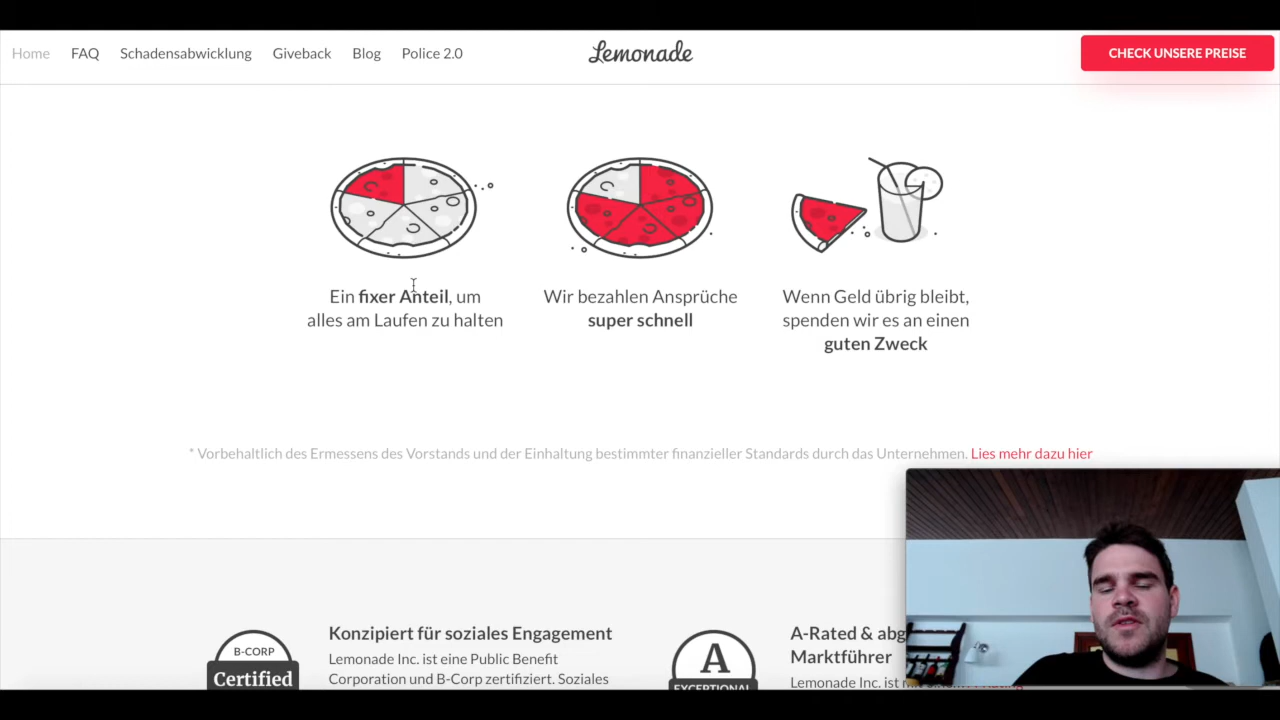 Home FAQ Schadensabwicklung Giveback Blog Police 2.0 Lemonade CHECK UNSERE PREISE
Ein fixer Anteil, um
alles am Laufen zu halten
Wir bezahlen Ansprüche
super schnell
Wenn Geld übrig bleibt,
spenden wir es an einen
guten Zweck
* Vorbehaltlich des Ermessens des Vorstands und der Einhaltung bestimmter finanzieller Standards durch das Unternehmen. Lies mehr dazu hier
B-CORP
Certified
Konzipiert für soziales Engagement
Lemonade Inc. ist eine Public Benefit
Corporation und B-Corp zertifiziert. Soziales
A
EXCEPTIONAL
A-Rated &
Marktführer
Lemonade Inc. ist